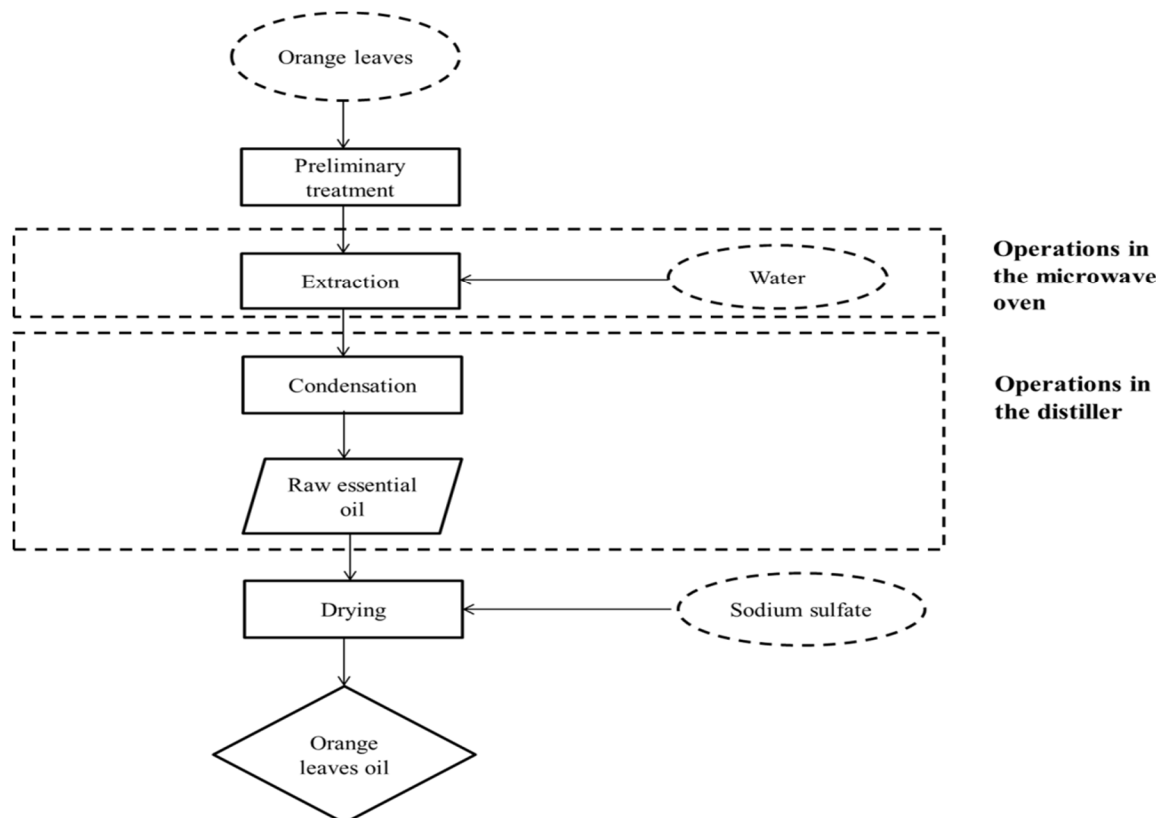 Orange leaves
Preliminary
treatment
Extraction
Water
Operations in
the microwave
oven
Condensation
Operations in
the distiller
Raw essential
oil
Drying
Sodium sulfate
Orange
leaves oil